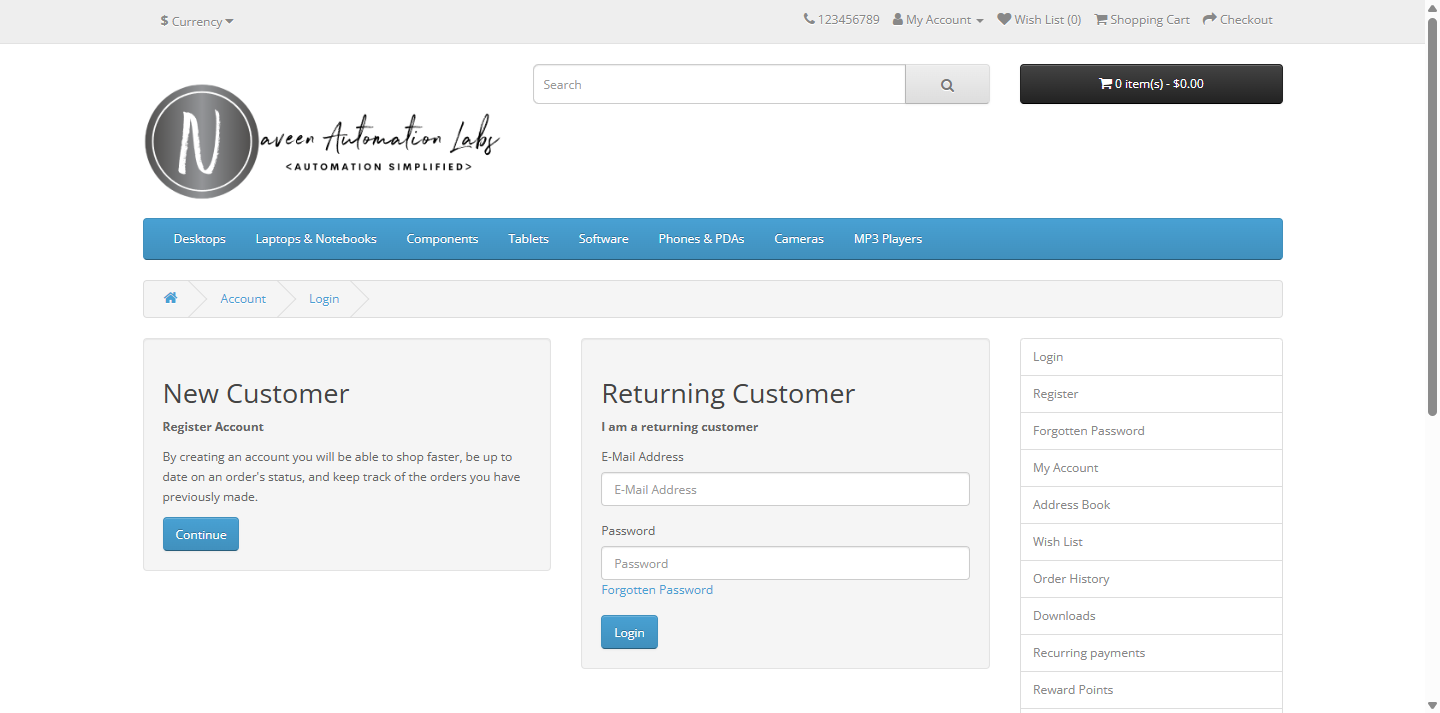 $ Currency
123456789 My Account Wish List (0) Shopping Cart Checkout
Search
0 item(s) - $0.00
N
aveen Automation Labs
<AUTOMATION SIMPLIFIED>
Desktops Laptops & Notebooks Components Tablets Software Phones & PDAs Cameras MP3 Players
Account Login
New Customer
Register Account
By creating an account you will be able to shop faster, be up to
date on an order's status, and keep track of the orders you have
previously made.
Continue
Returning Customer
I am a returning customer
E-Mail Address
E-Mail Address
Password
Password
Forgotten Password
Login
Login
Register
Forgotten Password
My Account
Address Book
Wish List
Order History
Downloads
Recurring payments
Reward Points